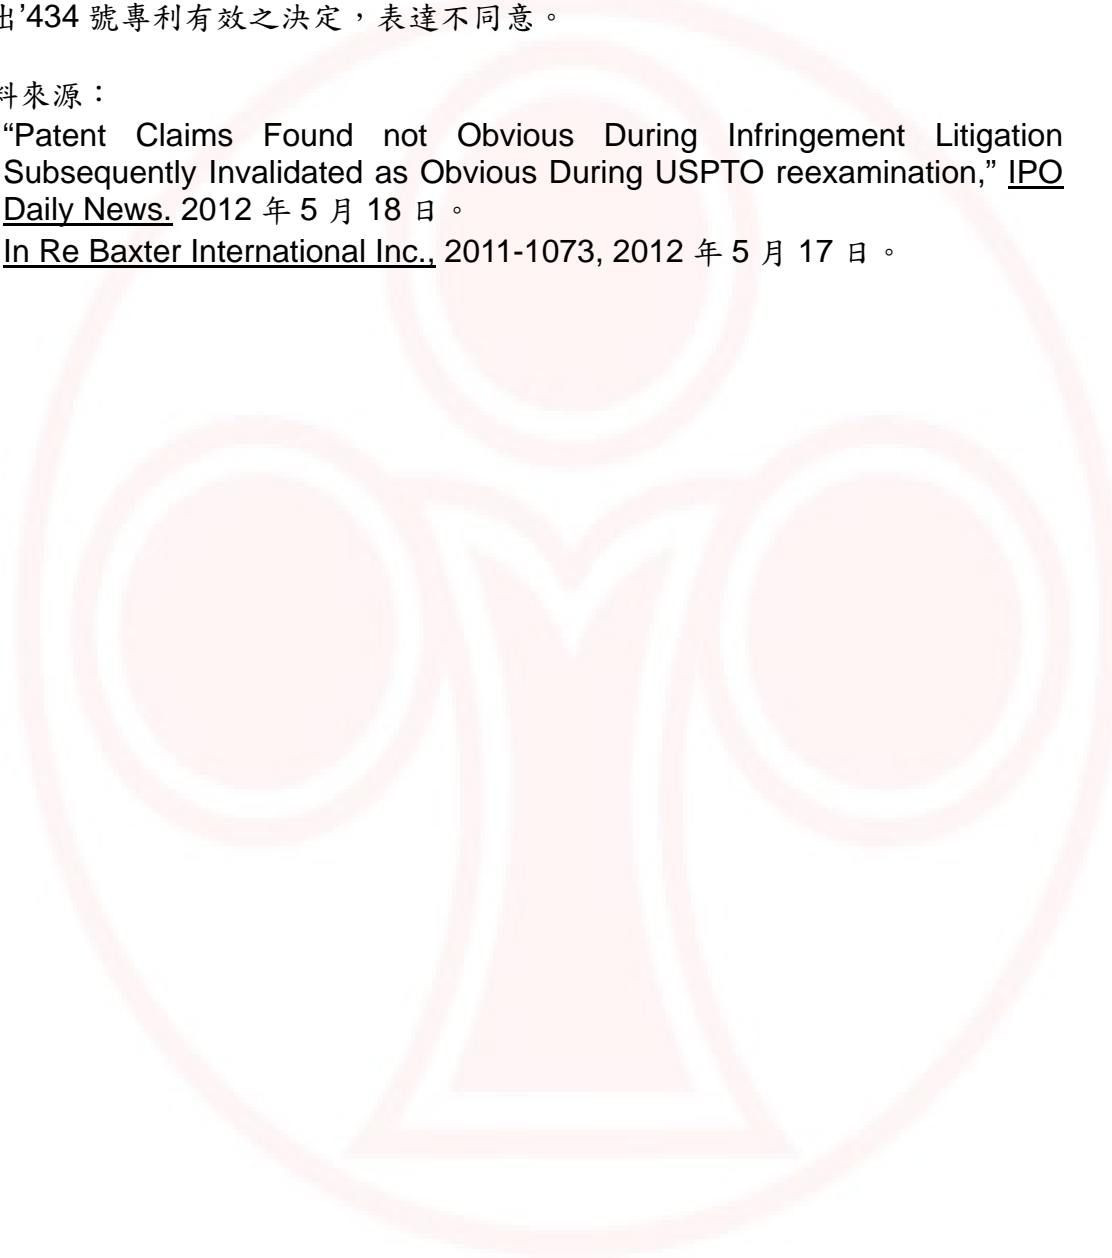 出’434 號專利有效之決定，表達不同意。
料來源：
“Patent Claims Found not Obvious During Infringement Litigation
Subsequently Invalidated as Obvious During USPTO reexamination,” IPO
Daily News. 2012 年 5 月 18 日。
In Re Baxter International Inc., 2011-1073, 2012 年 5 月 17 日。